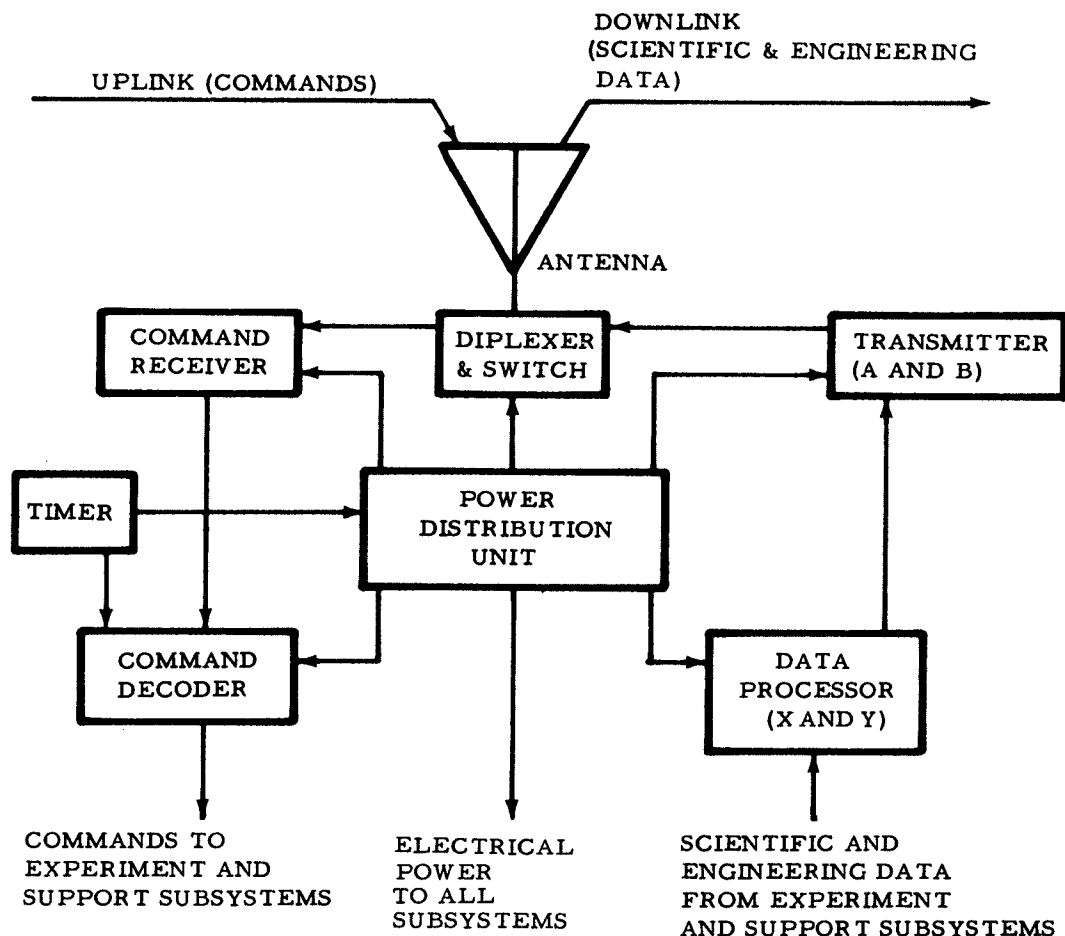 DOWNLINK
(SCIENTIFIC & ENGINEERING
DATA)
UPLINK (COMMANDS)
ANTENNA
COMMAND
RECEIVER
DIPLEXER
& SWITCH
TRANSMITTER
(A AND B)
TIMER
POWER
DISTRIBUTION
UNIT
COMMAND
DECODER
DATA
PROCESSOR
(X AND Y)
COMMANDS TO
EXPERIMENT AND
SUPPORT SUBSYSTEMS
ELECTRICAL
POWER
TO ALL
SUBSYSTEMS
SCIENTIFIC AND
ENGINEERING DATA
FROM EXPERIMENT
AND SUPPORT SUBSYSTEMS